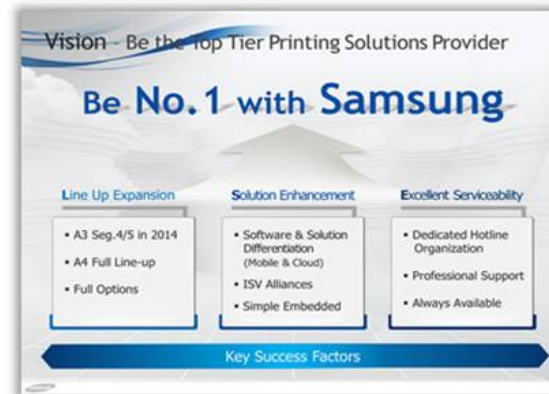 Vision – Be the Top Tier Printing Solutions Provider
Be No.1 with Samsung
Line Up Expansion
▪ A3 Seg.4/5 in 2014
▪ A4 Full Line-up
▪ Full Options
Solution Enhancement
▪ Software & Solution
Differentiation
(Mobile & Cloud)
▪ ISV Alliances
▪ Simple Embedded
Excellent Serviceability
▪ Dedicated Hotline
Organization
▪ Professional Support
▪ Always Available
Key Success Factors